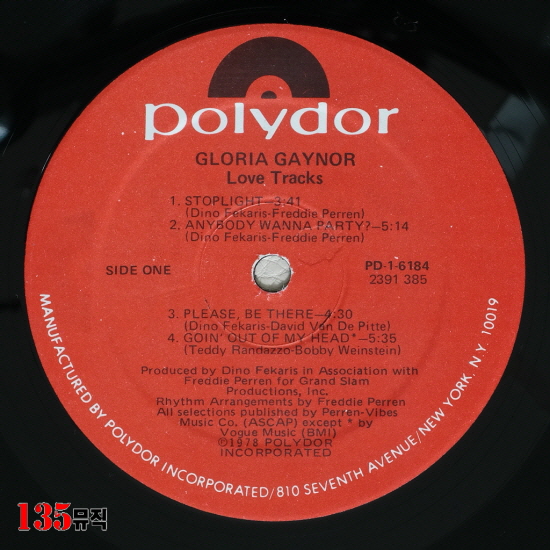 polydor
GLORIA GAYNOR
Love Tracks
1. STOPLIGHT—3:41
(Dino Fekaris-Freddie Perren)
2. ANYBODY WANNA PARTY?—5:14
(Dino Fekaris-Freddie Perren)
SIDE ONE
PD-1-6184
2391 385
3. PLEASE, BE THERE—4:30
(Dino Fekaris-David Van De Pitte)
4. GOIN' OUT OF MY HEAD*—5:35
(Teddy Randazzo-Bobby Weinstein)
Produced by Dino Fekaris in Association with
Freddie Perren for Grand Slam
Productions, Inc.
Rhythm Arrangements by Freddie Perren
All selections published by Perren-Vibes
Music Co. (ASCAP) except * by
Vogue Music (BMI)
©1978 POLYDOR
INCORPORATED
MANUFACTURED BY POLYDOR INCORPORATED/810 SEVENTH AVENUE/NEW YORK. N.Y. 10019
135뮤직